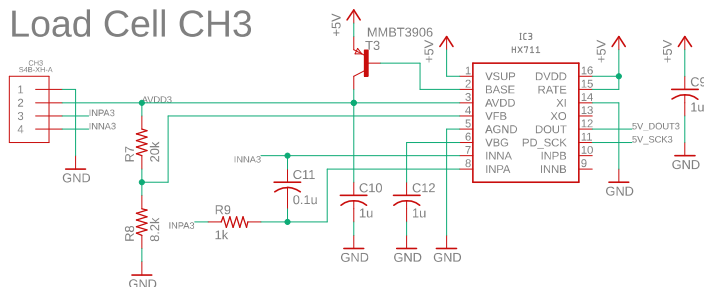 Load Cell CH3
+5V
MMBT3906
T3
+5V
IC3
HX711
+5V
+5V
CH3
S4B-XH-A
1
2
3
4
INPA3
INNA3
GND
AVDD3
R7
20k
R8
8.2k
GND
INNA3
INPA3
R9
1k
C11
0.1u
C10
1u
GND
C12
1u
GND
GND
1 VSUP DVDD 16
2 BASE RATE 15
3 AVDD XI 14
4 VFB XO 13
5 AGND DOUT 12
6 VBG PD_SCK 11
7 INNA INPB 10
8 INPA INNB 9
5V_DOUT3
5V_SCK3
GND
C9
1u
GND